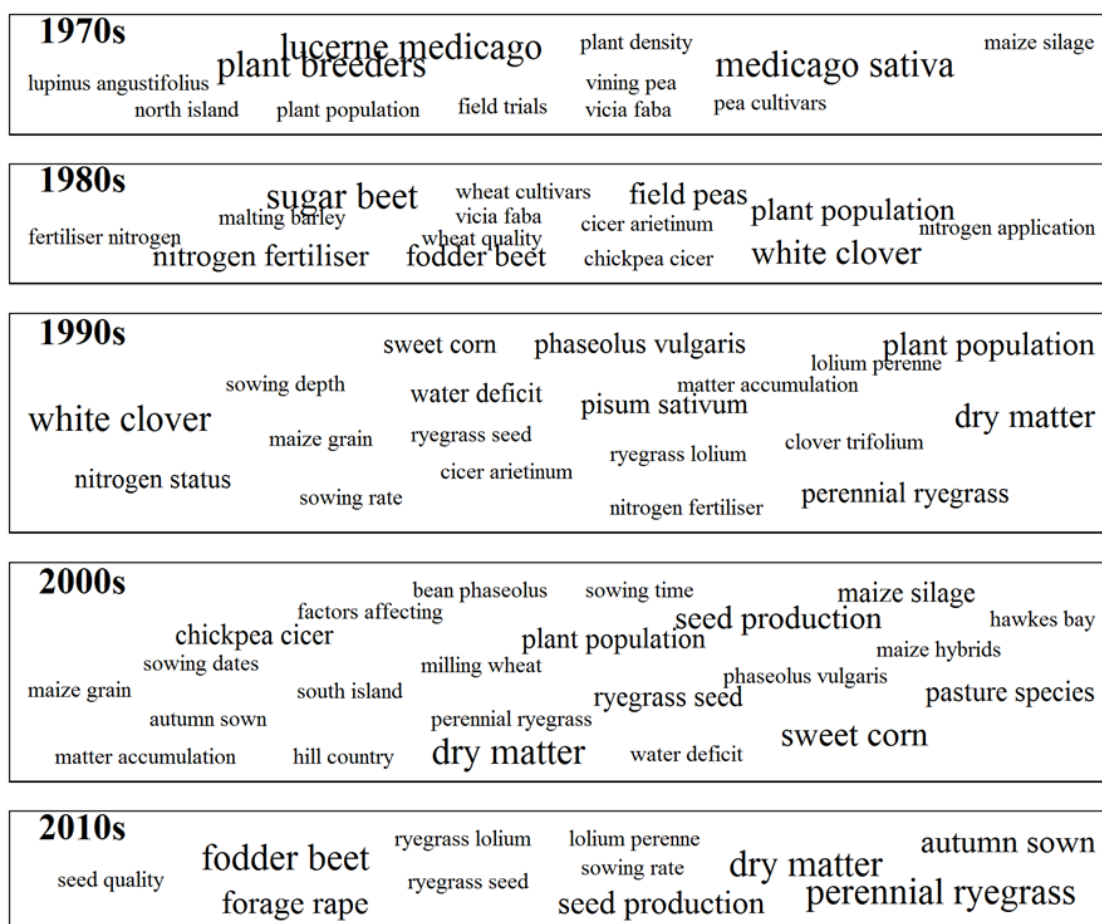 1970s
lucerne medicago
plant density
maize silage
plant breeders
medicago sativa
lupinus angustifolius
vining pea
north island
plant population
field trials
vicia faba
pea cultivars
1980s
sugar beet
wheat cultivars
field peas
malting barley
vicia faba
cicer arietinum
plant population
nitrogen application
fertiliser nitrogen
wheat quality
nitrogen fertiliser
fodder beet
chickpea cicer
white clover
1990s
sweet corn
phaseolus vulgaris
plant population
lolium perenne
sowing depth
water deficit
matter accumulation
pisum sativum
white clover
dry matter
maize grain
ryegrass seed
clover trifolium
ryegrass lolium
cicer arietinum
nitrogen status
sowing rate
perennial ryegrass
nitrogen fertiliser
2000s
bean phaseolus
sowing time
maize silage
factors affecting
seed production
hawkes bay
chickpea cicer
plant population
maize hybrids
sowing dates
milling wheat
phaseolus vulgaris
maize grain
south island
ryegrass seed
pasture species
autumn sown
perennial ryegrass
sweet corn
matter accumulation
hill country
dry matter
water deficit
2010s
ryegrass lolium
lolium perenne
autumn sown
fodder beet
dry matter
seed quality
ryegrass seed
sowing rate
perennial ryegrass
forage rape
seed production